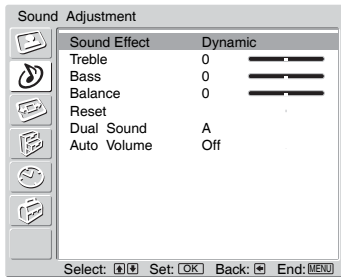 Sound Adjustment
Sound Effect Dynamic
Treble 0
Bass 0
Balance 0
Reset
Dual Sound A
Auto Volume Off
Select: Set: OK Back: End: MENU